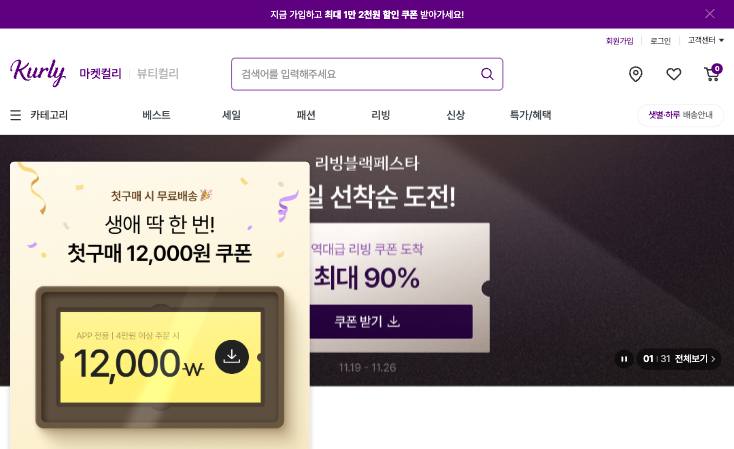 지금 가입하고 최대 1만 2천원 할인 쿠폰 받아가세요!
회원가입 로그인 고객센터
Kurly 마켓컬리 뷰티컬리
검색어를 입력해주세요
0
카테고리 베스트 세일 패션 리빙 신상 특가/혜택
샛별·하루 배송안내
리빙블랙페스타
일 선착순 도전!
역대급 리빙 쿠폰 도착
최대 90%
쿠폰 받기
11.19 - 11.26
01 | 31 전체보기
첫구매 시 무료배송
생애 딱 한 번!
첫구매 12,000원 쿠폰
APP 전용 | 4만원 이상 주문 시
12,000₩